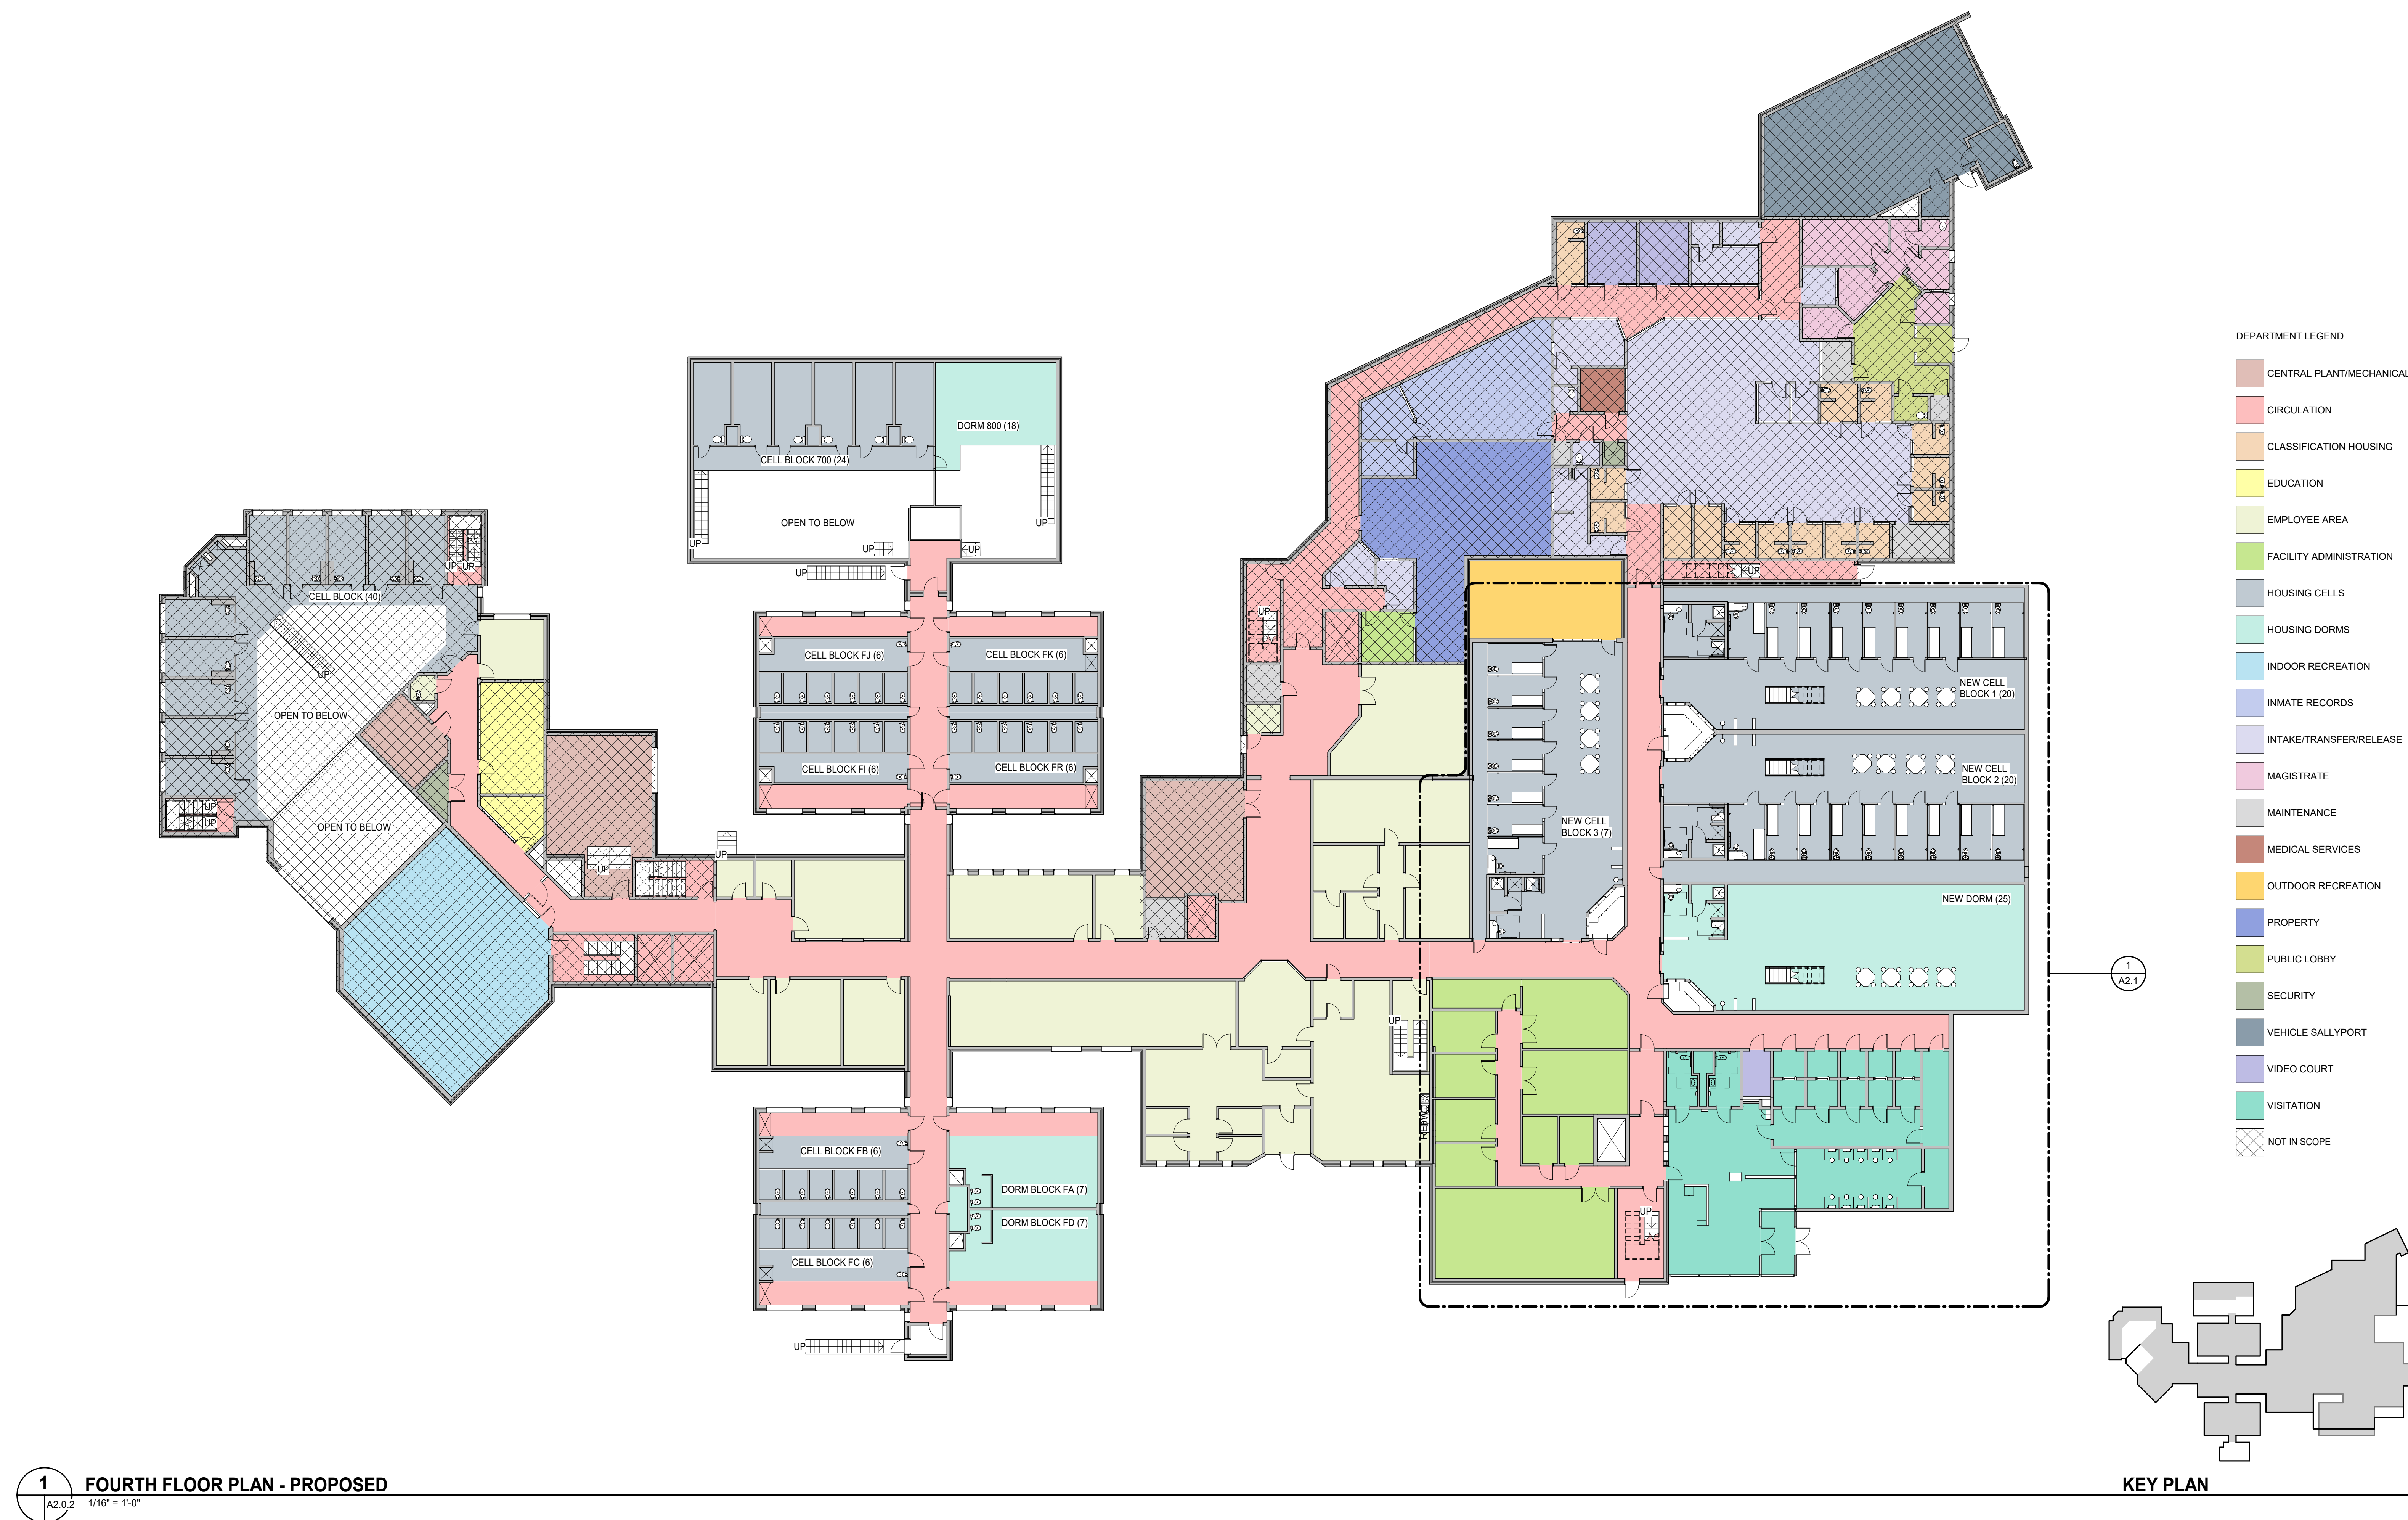 DORM 800 (18)
CELL BLOCK 700 (24)
OPEN TO BELOW
UP
UP
UP
UP
UP
UP UP
CELL BLOCK (40)
UP
OPEN TO BELOW
OPEN TO BELOW
UP
UP
UP
UP
CELL BLOCK FJ (6)
CELL BLOCK FK (6)
CELL BLOCK FI (6)
CELL BLOCK FR (6)
CELL BLOCK FB (6)
CELL BLOCK FC (6)
DORM BLOCK FA (7)
DORM BLOCK FD (7)
UP
UP
UP
UP
UP
NEW CELL
BLOCK 1 (20)
NEW CELL
BLOCK 2 (20)
NEW CELL
BLOCK 3 (7)
NEW DORM (25)
1
A2.1
DEPARTMENT LEGEND
CENTRAL PLANT/MECHANICAL
CIRCULATION
CLASSIFICATION HOUSING
EDUCATION
EMPLOYEE AREA
FACILITY ADMINISTRATION
HOUSING CELLS
HOUSING DORMS
INDOOR RECREATION
INMATE RECORDS
INTAKE/TRANSFER/RELEASE
MAGISTRATE
MAINTENANCE
MEDICAL SERVICES
OUTDOOR RECREATION
PROPERTY
PUBLIC LOBBY
SECURITY
VEHICLE SALLYPORT
VIDEO COURT
VISITATION
NOT IN SCOPE
1
A2.0.2
FOURTH FLOOR PLAN - PROPOSED
1/16" = 1'-0"
KEY PLAN